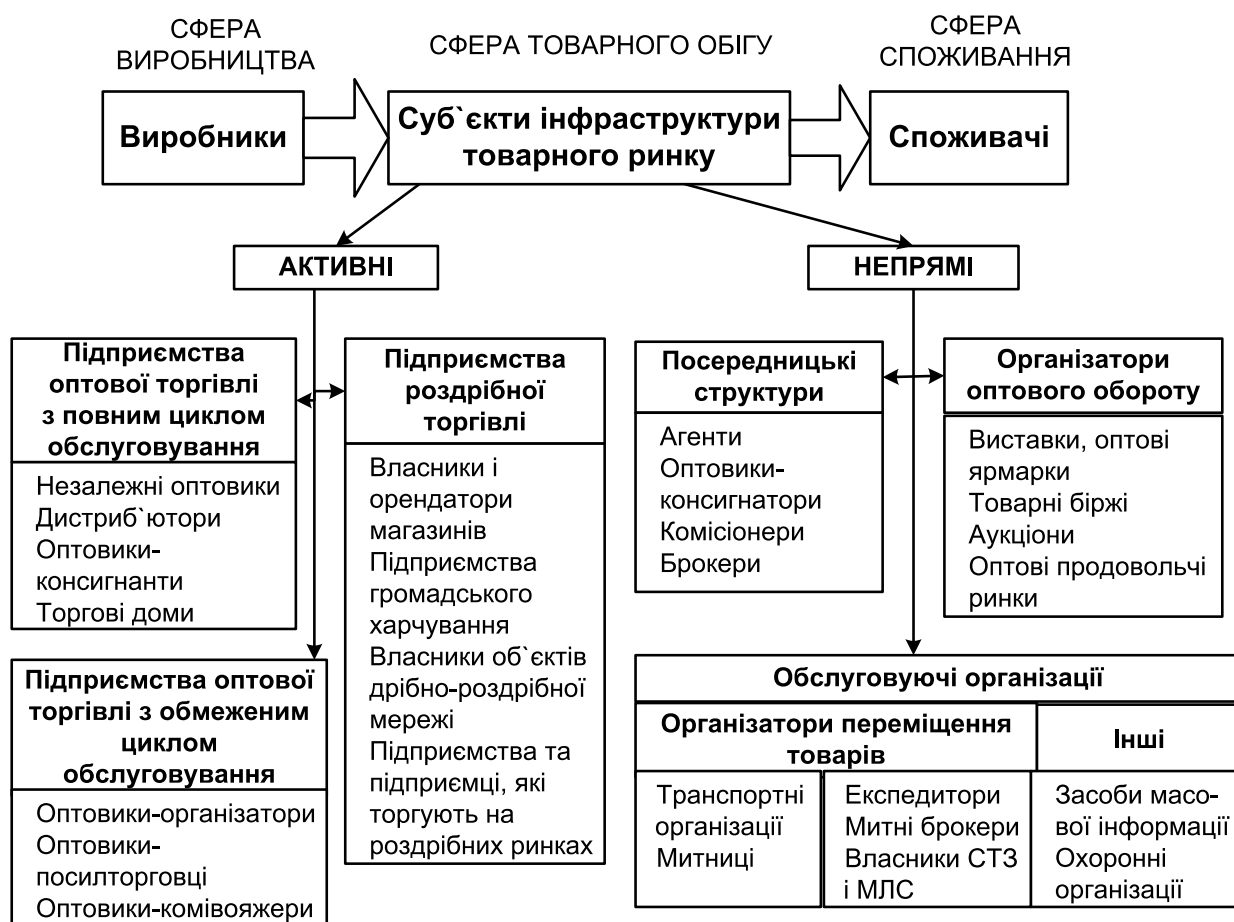 СФЕРА
ВИРОБНИЦТВА
СФЕРА ТОВАРНОГО ОБІГУ
СФЕРА
СПОЖИВАННЯ
Виробники
Суб`єкти інфраструктури
товарного ринку
Споживачі
АКТИВНІ
НЕПРЯМІ
Підприємства
оптової торгівлі
з повним циклом
обслуговування
Незалежні оптовики
Дистриб`ютори
Оптовики-
консигнанти
Торгові доми
Підприємства
роздрібної
торгівлі
Власники і
орендатори
магазинів
Підприємства
громадського
харчування
Власники об`єктів
дрібно-роздрібної
мережі
Підприємства та
підприємці, які
торгують на
роздрібних ринках
Підприємства оптової
торгівлі з обмеженим
циклом
обслуговування
Оптовики-організатори
Оптовики-
посилторговці
Оптовики-комівояжери
Посередницькі
структури
Агенти
Оптовики-
консигнатори
Комісіонери
Брокери
Організатори
оптового обороту
Виставки, оптові
ярмарки
Товарні біржі
Аукціони
Оптові продовольчі
ринки
Обслуговуючі організації
Організатори переміщення
товарів
Інші
Транспортні
організації
Митниці
Експедитори
Митні брокери
Власники СТЗ
і МЛС
Засоби масо-
вої інформації
Охоронні
організації